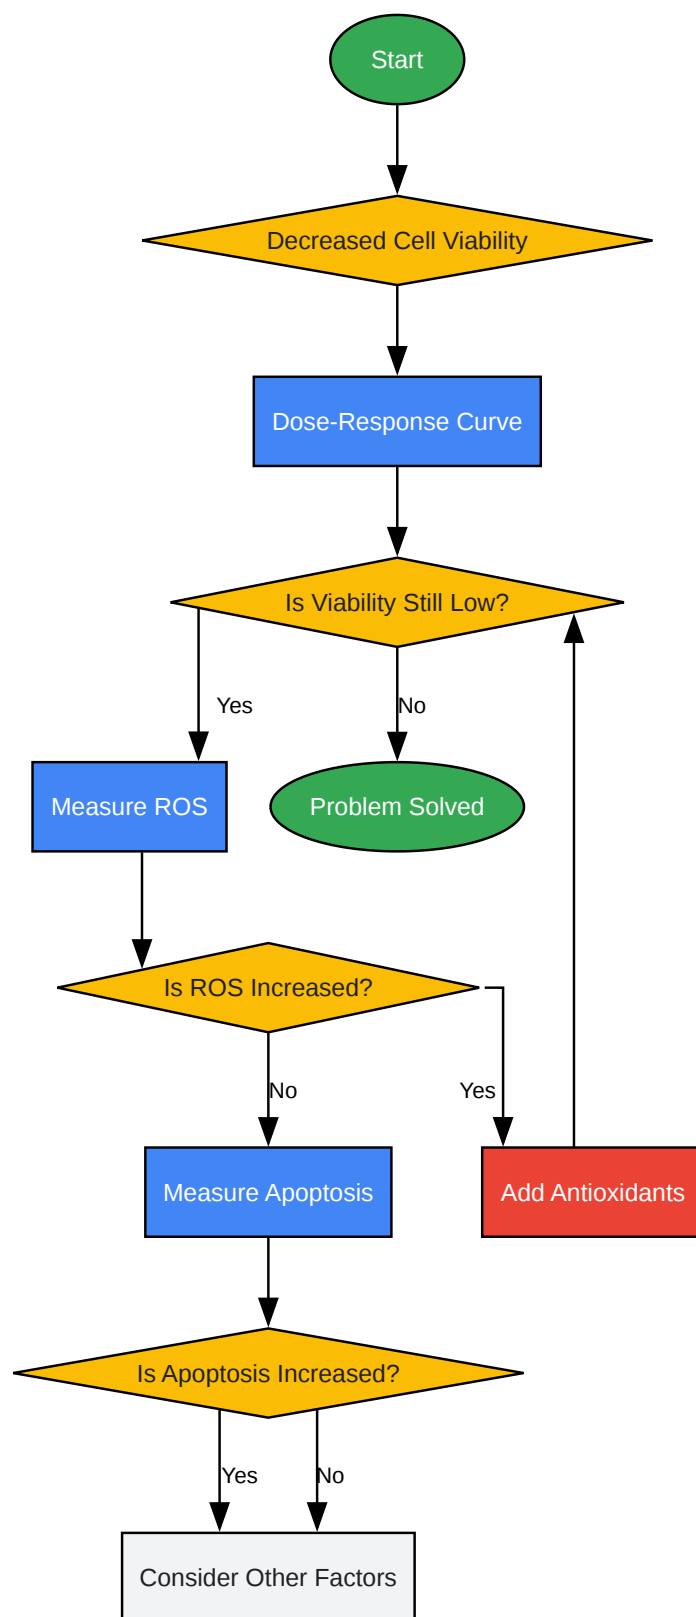 Start
Decreased Cell Viability
Dose-Response Curve
Is Viability Still Low?
Yes
No
Measure ROS
Problem Solved
Is ROS Increased?
No
Yes
Measure Apoptosis
Add Antioxidants
Is Apoptosis Increased?
Yes
No
Consider Other Factors